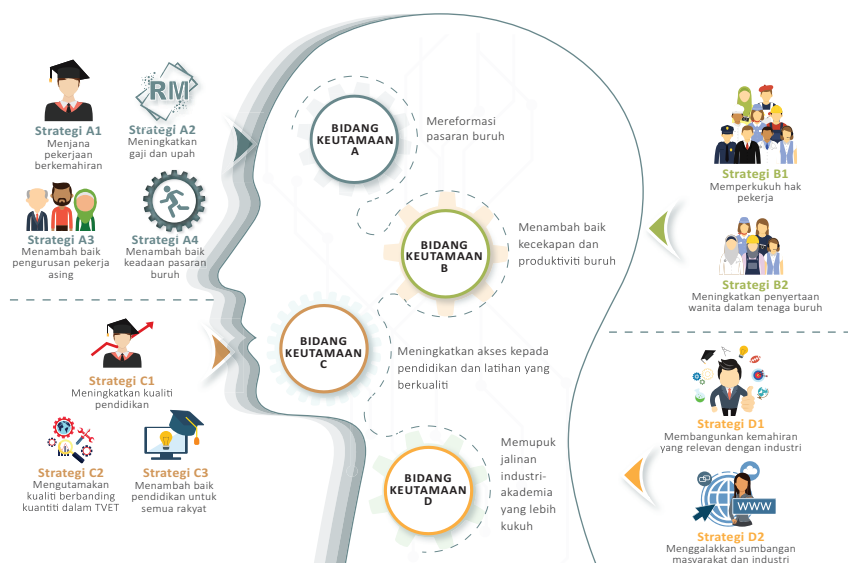 RM
Strategi A1
Menjana
pekerjaan
berkemahiran
Strategi A2
Meningkatkan
gaji dan upah
Strategi A3
Menambah baik
pengurusan pekerja
asing
Strategi A4
Menambah baik
keadaan pasaran
buruh
BIDANG
KEUTAMAAN
A
Mereformasi
pasaran buruh
BIDANG
KEUTAMAAN
B
Menambah baik
kecekapan dan
produktiviti buruh
Strategi B1
Memperkukuh hak
pekerja
Strategi B2
Meningkatkan penyertaan
wanita dalam tenaga buruh
Strategi C1
Meningkatkan kualiti
pendidikan
Strategi C2
Mengutamakan
kualiti berbanding
kuantiti dalam TVET
Strategi C3
Menambah baik
pendidikan untuk
semua rakyat
BIDANG
KEUTAMAAN
C
Meningkatkan akses kepada
pendidikan dan latihan yang
berkualiti
BIDANG
KEUTAMAAN
D
Memupuk
jalinan
industri-
akademia
yang lebih
kukuh
Strategi D1
Membangunkan kemahiran
yang relevan dengan industri
WWW
Strategi D2
Menggalakkan sumbangan
masyarakat dan industri